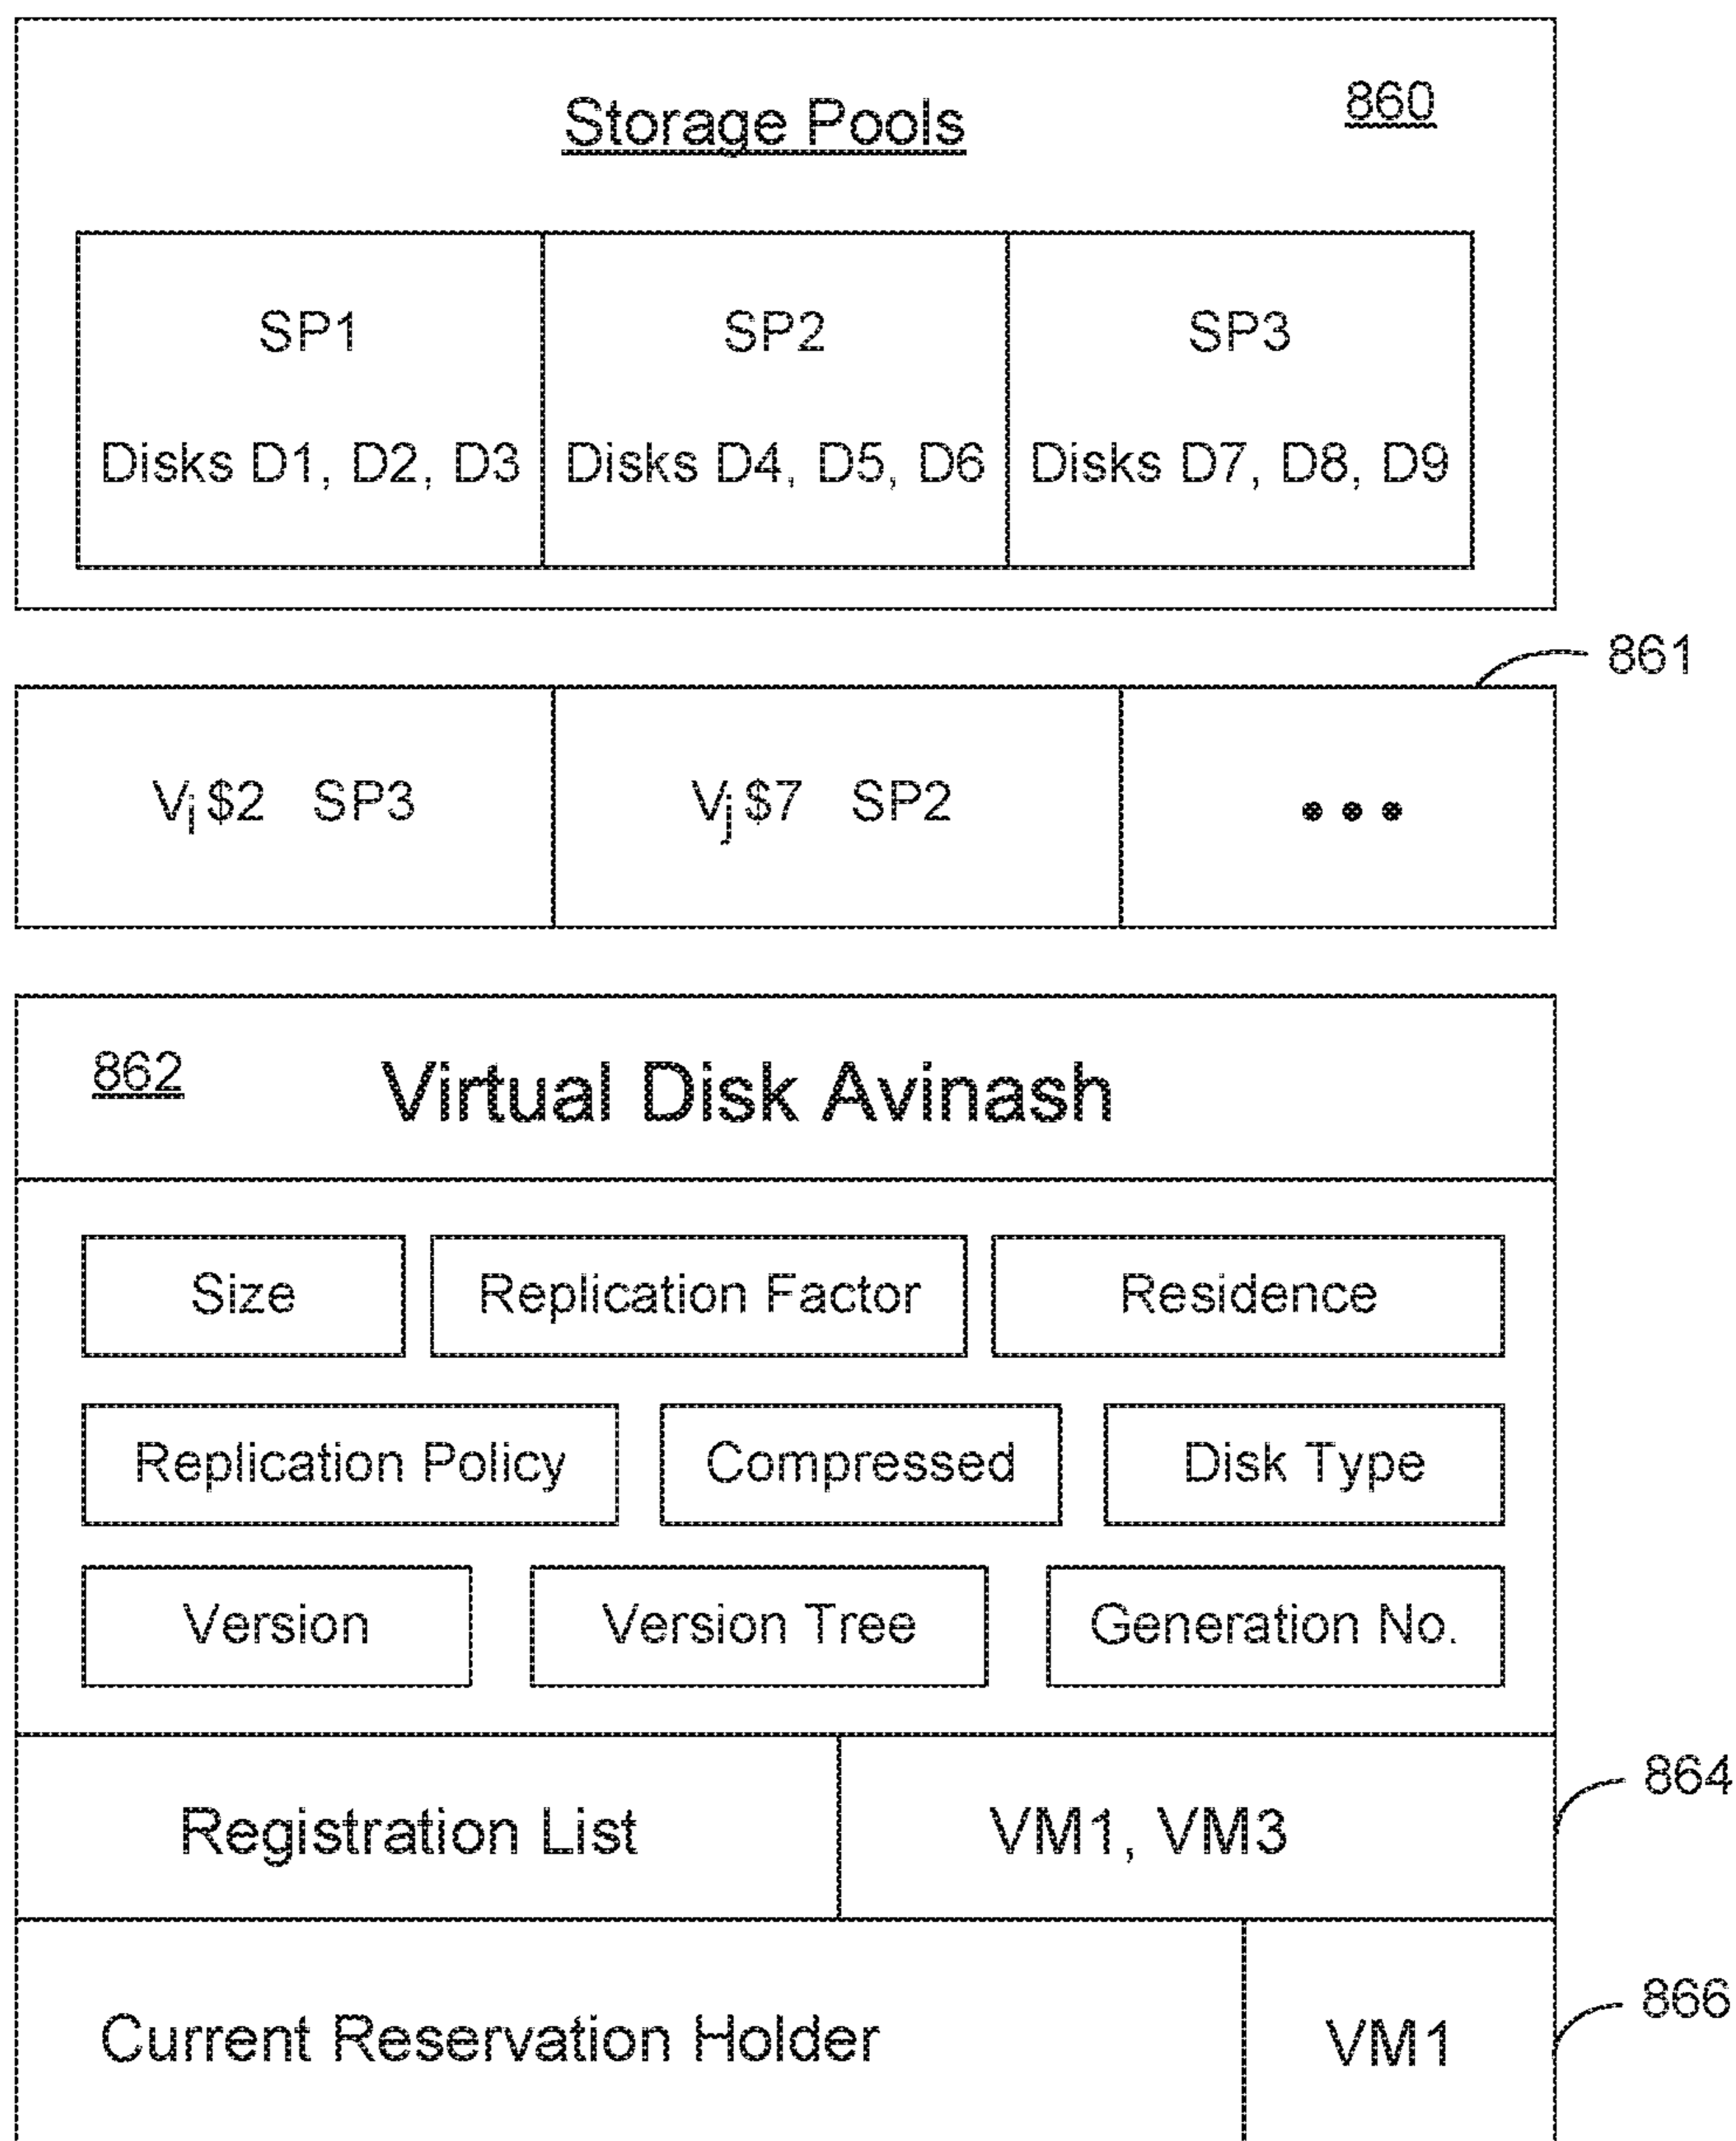 Storage Pools 860
SP1 SP2 SP3
Disks D1, D2, D3 Disks D4, D5, D6 Disks D7, D8, D9
861
Vi$2 SP3 Vj$7 SP2 •••
862 Virtual Disk Avinash
Size Replication Factor Residence
Replication Policy Compressed Disk Type
Version Version Tree Generation No.
864
Registration List VM1, VM3
866
Current Reservation Holder VM1